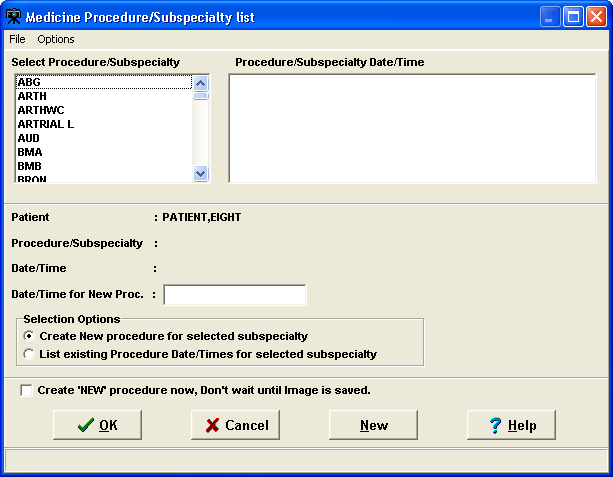 Medicine Procedure/Subspecialty list
File Options
Select Procedure/Subspecialty Procedure/Subspecialty Date/Time
ABG
ARTH
ARTHWC
ARTRIAL L
AUD
BMA
BMB
BRON
Patient : PATIENT,EIGHT
Procedure/Subspecialty :
Date/Time :
Date/Time for New Proc. :
Selection Options
Create New procedure for selected subspecialty
List existing Procedure Date/Times for selected subspecialty
Create 'NEW' procedure now, Don't wait until Image is saved.
OK Cancel New ? Help